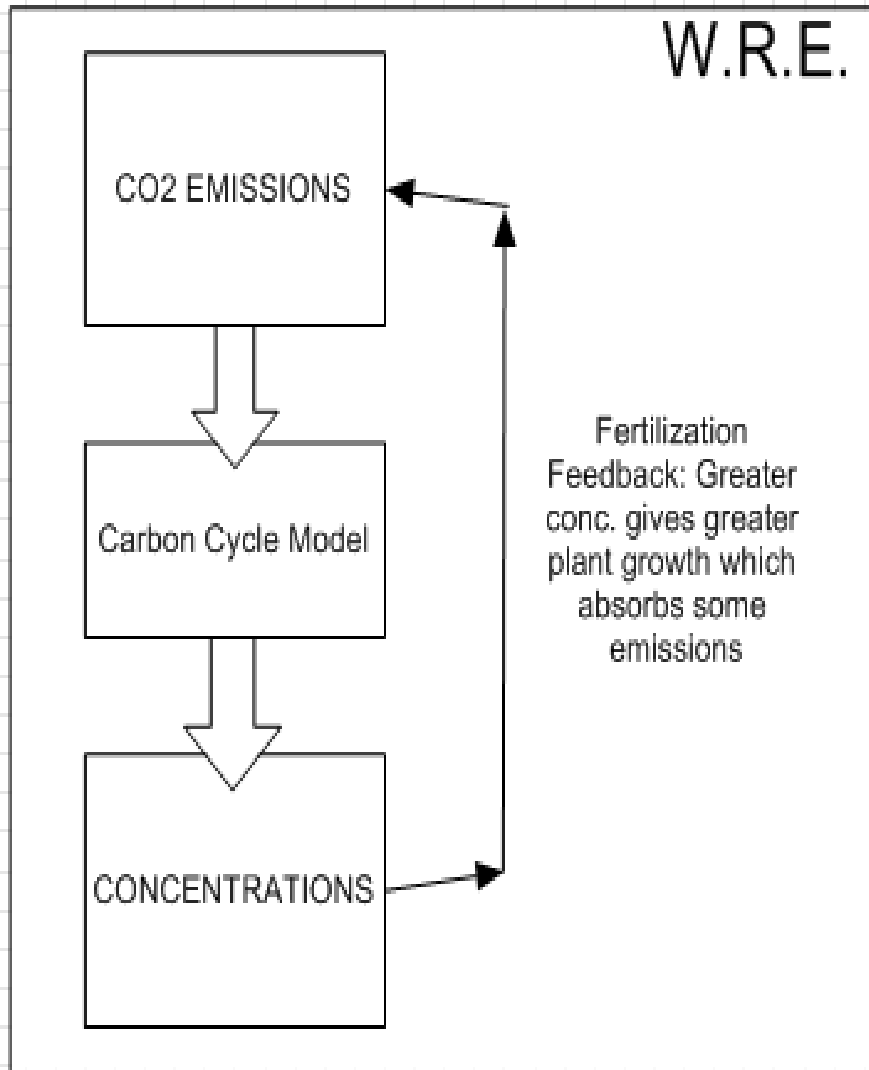 W.R.E.
CO2 EMISSIONS
Carbon Cycle Model
Fertilization
Feedback: Greater
conc. gives greater
plant growth which
absorbs some
emissions
CONCENTRATIONS